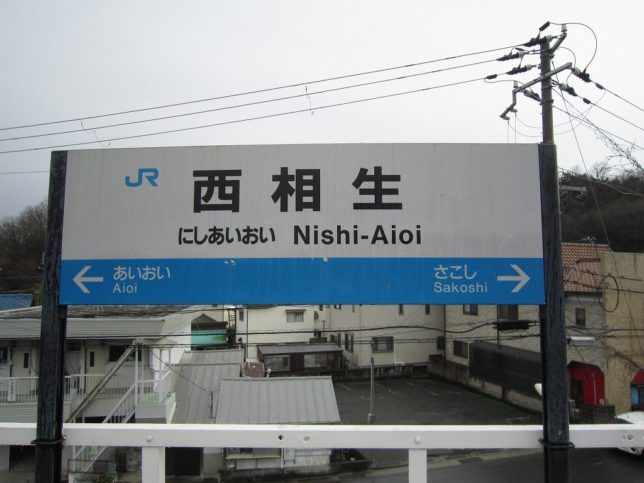 JR 西相生
にしあいおい Nishi-Aioi
← あいおい さこし →
Aioi Sakoshi